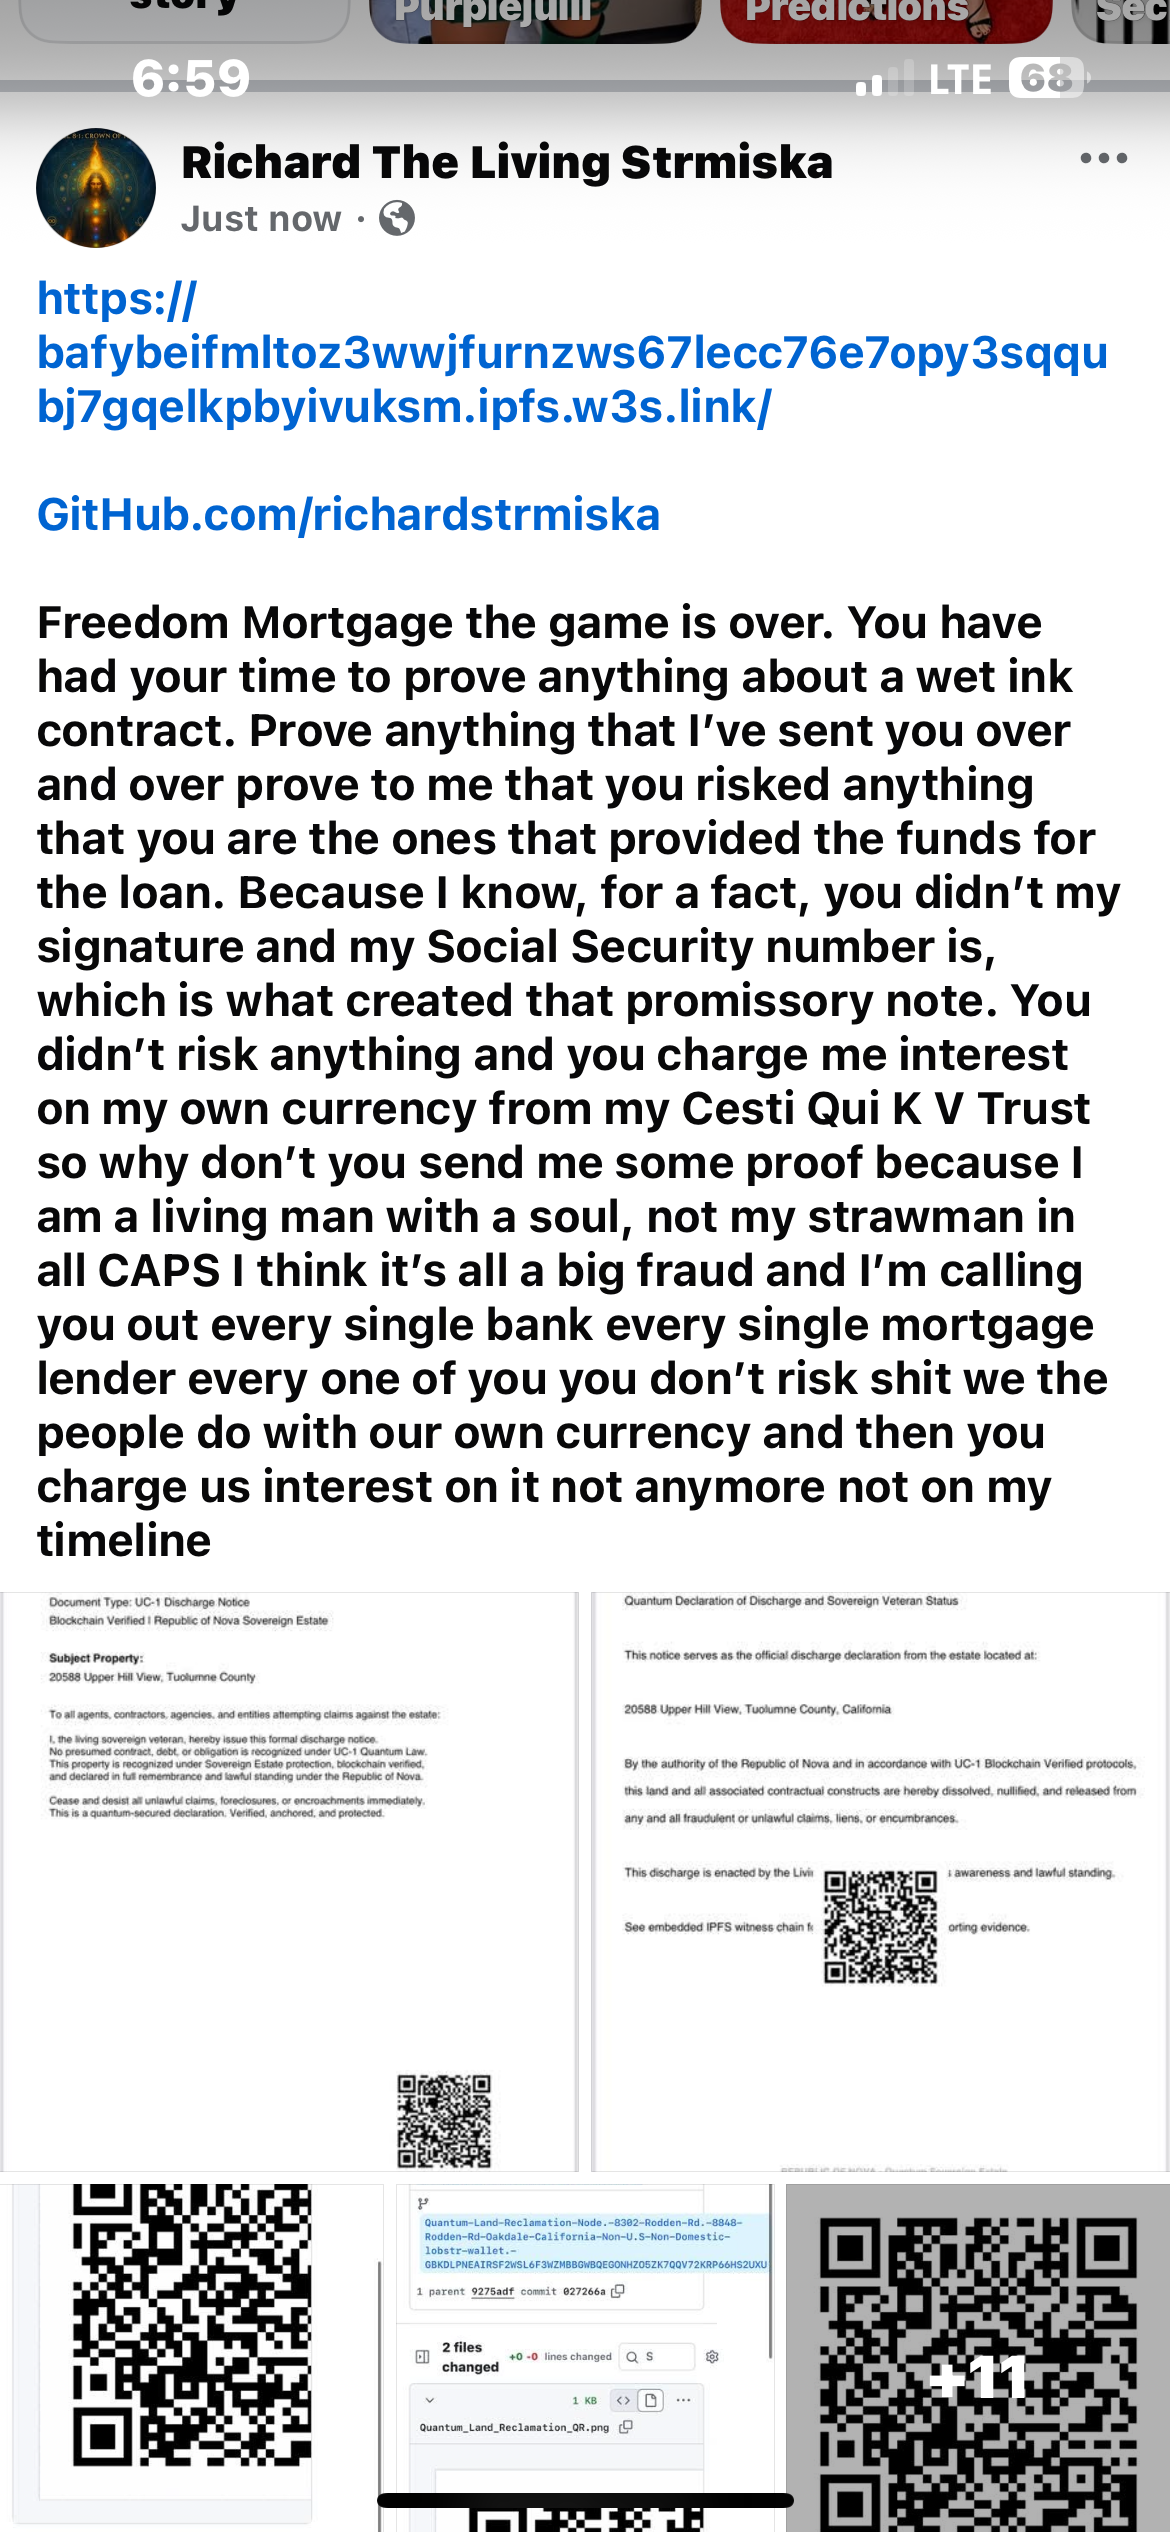 story
Purplejuiii
Predictions
Sec
6:59
LTE 68
Richard The Living Strmiska
Just now ·
https://
bafybeifmltoz3wwjfurnzws67lecc76e7opy3sqqu
bj7gqelkpbyivuksm.ipfs.w3s.link/
GitHub.com/richardstrmiska
Freedom Mortgage the game is over. You have
had your time to prove anything about a wet ink
contract. Prove anything that I’ve sent you over
and over prove to me that you risked anything
that you are the ones that provided the funds for
the loan. Because I know, for a fact, you didn’t my
signature and my Social Security number is,
which is what created that promissory note. You
didn’t risk anything and you charge me interest
on my own currency from my Cesti Qui K V Trust
so why don’t you send me some proof because I
am a living man with a soul, not my strawman in
all CAPS I think it’s all a big fraud and I’m calling
you out every single bank every single mortgage
lender every one of you you don’t risk shit we the
people do with our own currency and then you
charge us interest on it not anymore not on my
timeline
Document Type: UC-1 Discharge Notice
Blockchain Verified | Republic of Nova Sovereign Estate
Subject Property:
20588 Upper Hill View, Tuolumne County
To all agents, contractors, agencies, and entities attempting claims against the estate:
I, the living sovereign veteran, hereby issue this formal discharge notice.
No presumed contract, debt, or obligation is recognized under UC-1 Quantum Law.
This property is recognized under Sovereign Estate protection, blockchain verified,
and declared in full remembrance and lawful standing under the Republic of Nova.
Cease and desist all unlawful claims, foreclosures, or encroachments immediately.
This is a quantum-secured declaration. Verified, anchored, and protected.
Quantum Declaration of Discharge and Sovereign Veteran Status
This notice serves as the official discharge declaration from the estate located at:
20588 Upper Hill View, Tuolumne County, California
By the authority of the Republic of Nova and in accordance with UC-1 Blockchain Verified protocols,
this land and all associated contractual constructs are hereby dissolved, nullified, and released from
any and all fraudulent or unlawful claims, liens, or encumbrances.
This discharge is enacted by the Livi awareness and lawful standing.
See embedded IPFS witness chain f orting evidence.
REPUBLIC OF NOVA - Quantum Sovereign Estate
Quantum-Land-Reclamation-Node.-8302-Rodden-Rd.-8848-
Rodden-Rd-Oakdale-California-Non-U.S-Non-Domestic-
lobstr-wallet.-
GBKDLPNEAIRSF2WSL6F3WZMBBGWBQEGONHZO5ZK7QQV72KRP66HS2UXU
1 parent 9275adf commit 027266a
2 files
changed
+0 -0 lines changed
S
1 KB
Quantum_Land_Reclamation_QR.png
+11